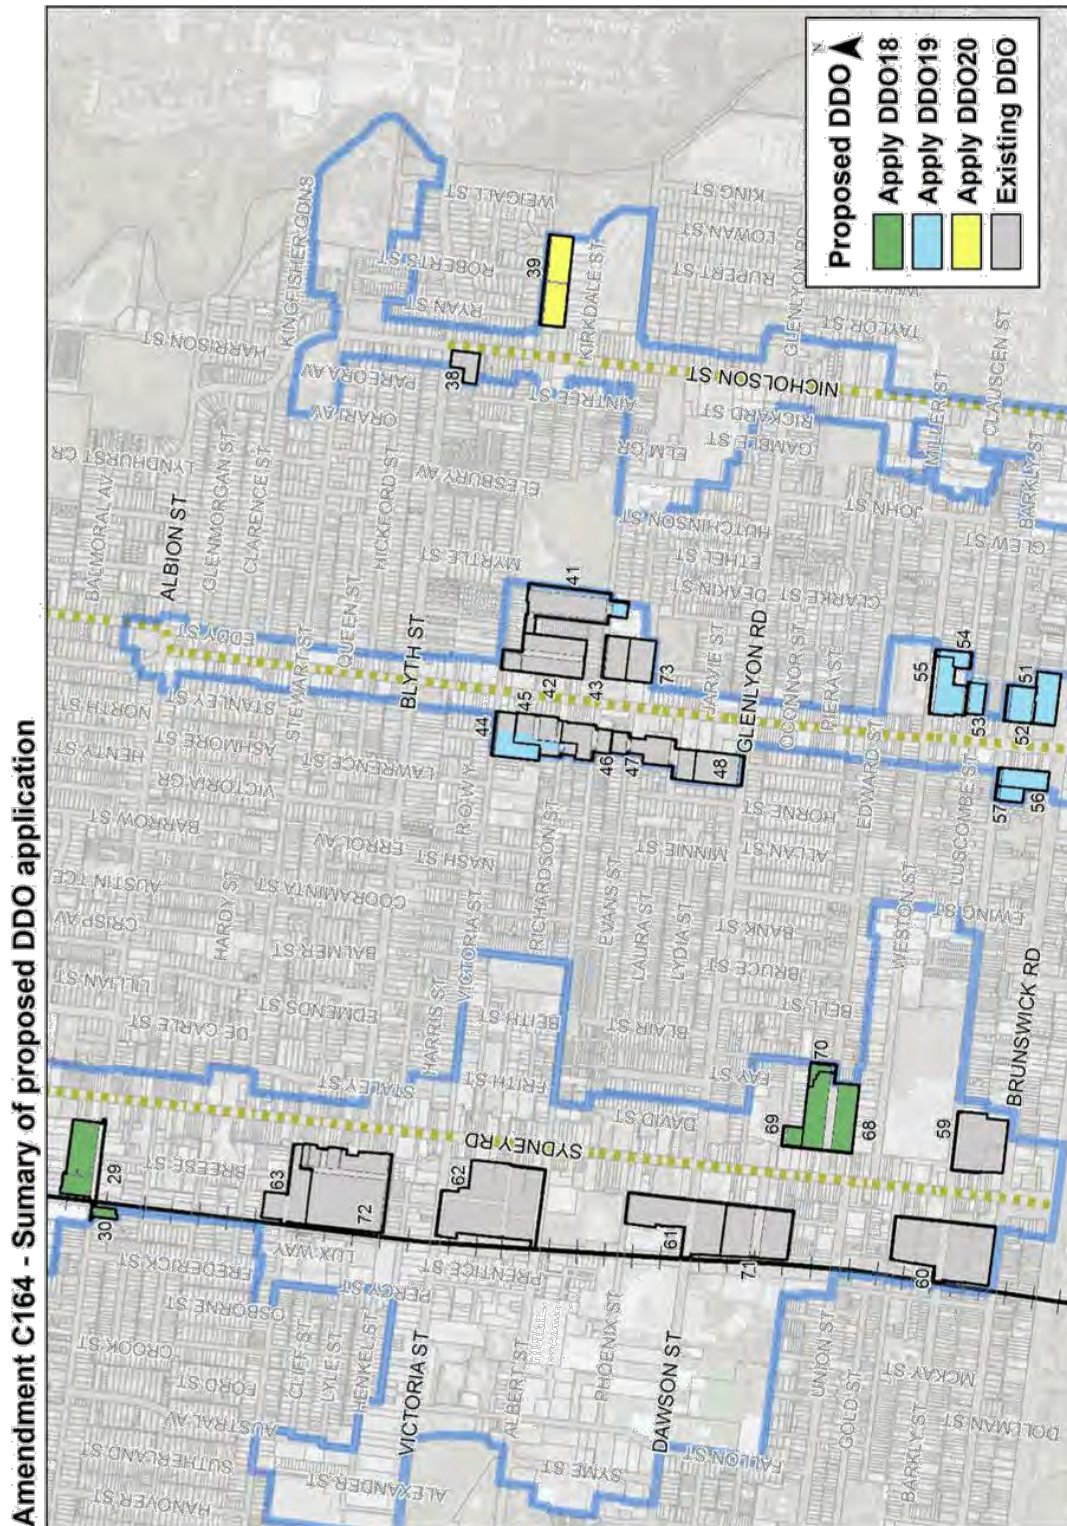 Amendment C164 - Summary of proposed DDO application
N
Proposed DDO
Apply DDO18
Apply DDO19
Apply DDO20
Existing DDO
HARRISON ST
KINGFISHER GDNS
WEIGALL ST
ROBERTS ST
RYAN ST
39
KIRKDALE ST
KING ST
COWAN ST
RUPERT ST
GLENLYON RD
TAYLOR ST
PAREORA AV
ORARI AV
38
AINTREE ST
NICHOLSON ST
RICKARD ST
GAMBLE ST
ELM GR
MILLER ST
CLAUSCEN ST
BARKLY ST
LYNDHURST CR
BALMORAL AV
ALBION ST
GLENMORGAN ST
CLARENCE ST
HICKFORD ST
ELESBURY AV
HUTCHINSON ST
JOHN ST
GLEW ST
MYRTLE ST
ETHEL ST
DEAKIN ST
CLARKE ST
41
EDDY ST
QUEEN ST
BLYTH ST
STEWART ST
STANLEY ST
42
43
73
JARVIE ST
GLENLYON RD
OCONNOR ST
PIERA ST
EDWARD ST
55
54
53
51
52
44
45
46
47
48
57
56
NORTH ST
HENTY ST
ASHMORE ST
VICTORIA GR
LAWRENCE ST
ROW Y
BARROW ST
ERROL AV
NASH ST
RICHARDSON ST
MINNIE ST
HORNE ST
ALLAN ST
LUSCOMBE ST
AUSTIN TCE
CRISP AV
HARDY ST
COORAMINTA ST
BALMER ST
VICTORIA ST
EVANS ST
LAURA ST
LYDIA ST
BANK ST
BRUCE ST
BELL ST
WESTON ST
EWING ST
BRUNSWICK RD
LILLIAN ST
DE CARLE ST
EDMENDS ST
HARRIS ST
STALEY ST
BEITH ST
FRITH ST
BLAIR ST
DAVID ST
FAY ST
70
69
68
59
SYDNEY RD
29
30
BREESE ST
63
72
62
61
71
60
FREDERICK ST
LUX WAY
OSBORNE ST
PERCY ST
PRENTICE ST
CROOK ST
FORD ST
CLIFF ST
LYLE ST
HENKEL ST
VICTORIA ST
ALBERT ST
PHOENIX ST
DAWSON ST
UNION ST
GOLD ST
BARKLY ST
MCKAY ST
DOLLMAN ST
AUSTRAL AV
SUTHERLAND ST
HANOVER ST
ALEXANDER ST
SYME ST
FALLON ST